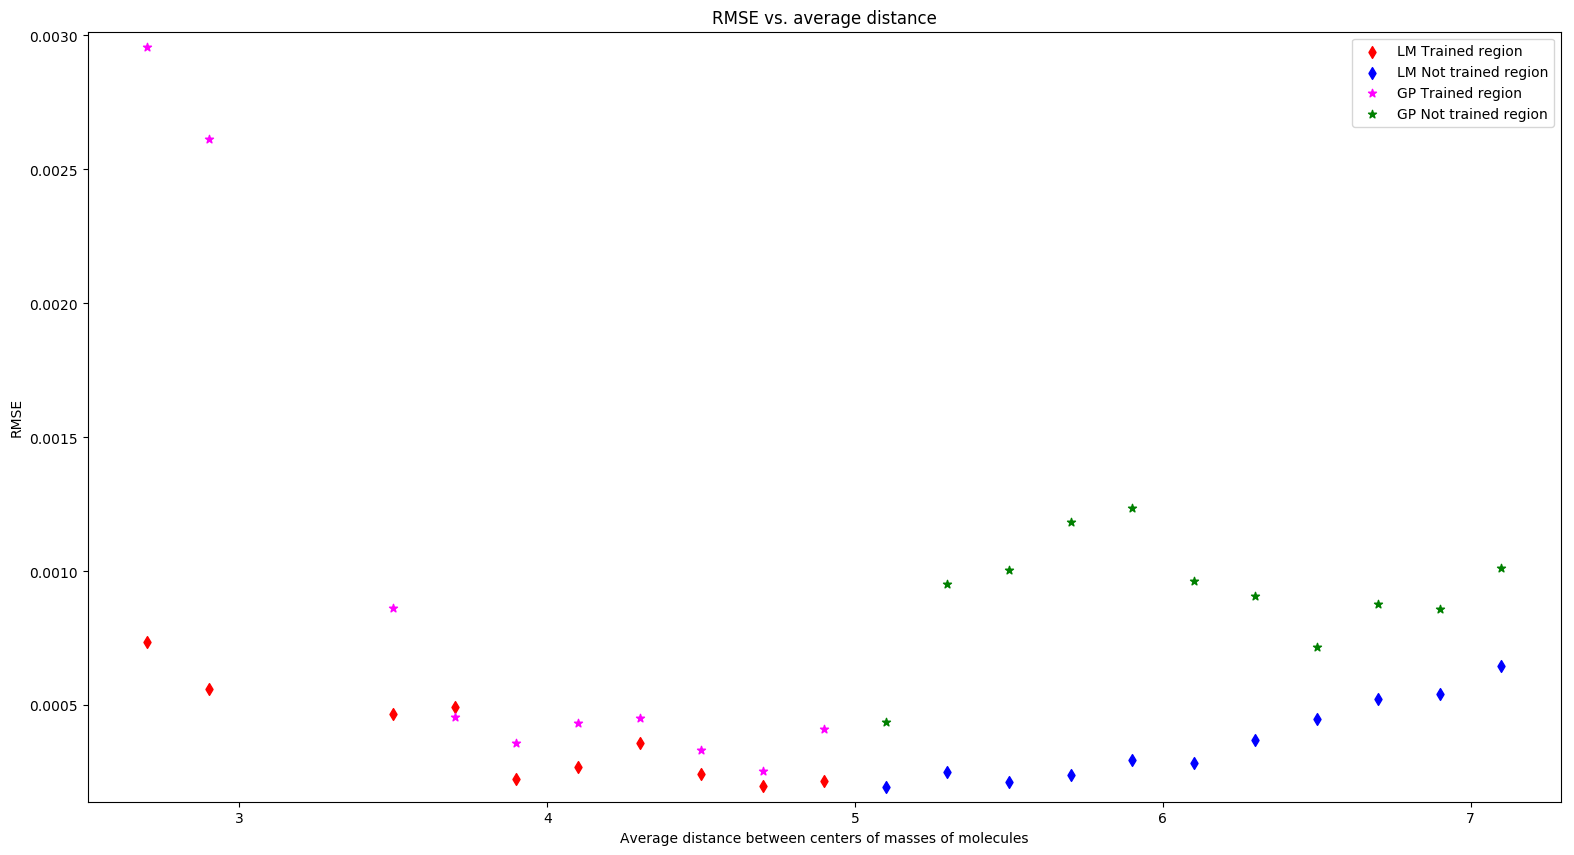 RMSE vs. average distance
LM Trained region
LM Not trained region
GP Trained region
GP Not trained region
0.0030
0.0025
0.0020
0.0015
0.0010
0.0005
RMSE
3 4 5 6 7
Average distance between centers of masses of molecules